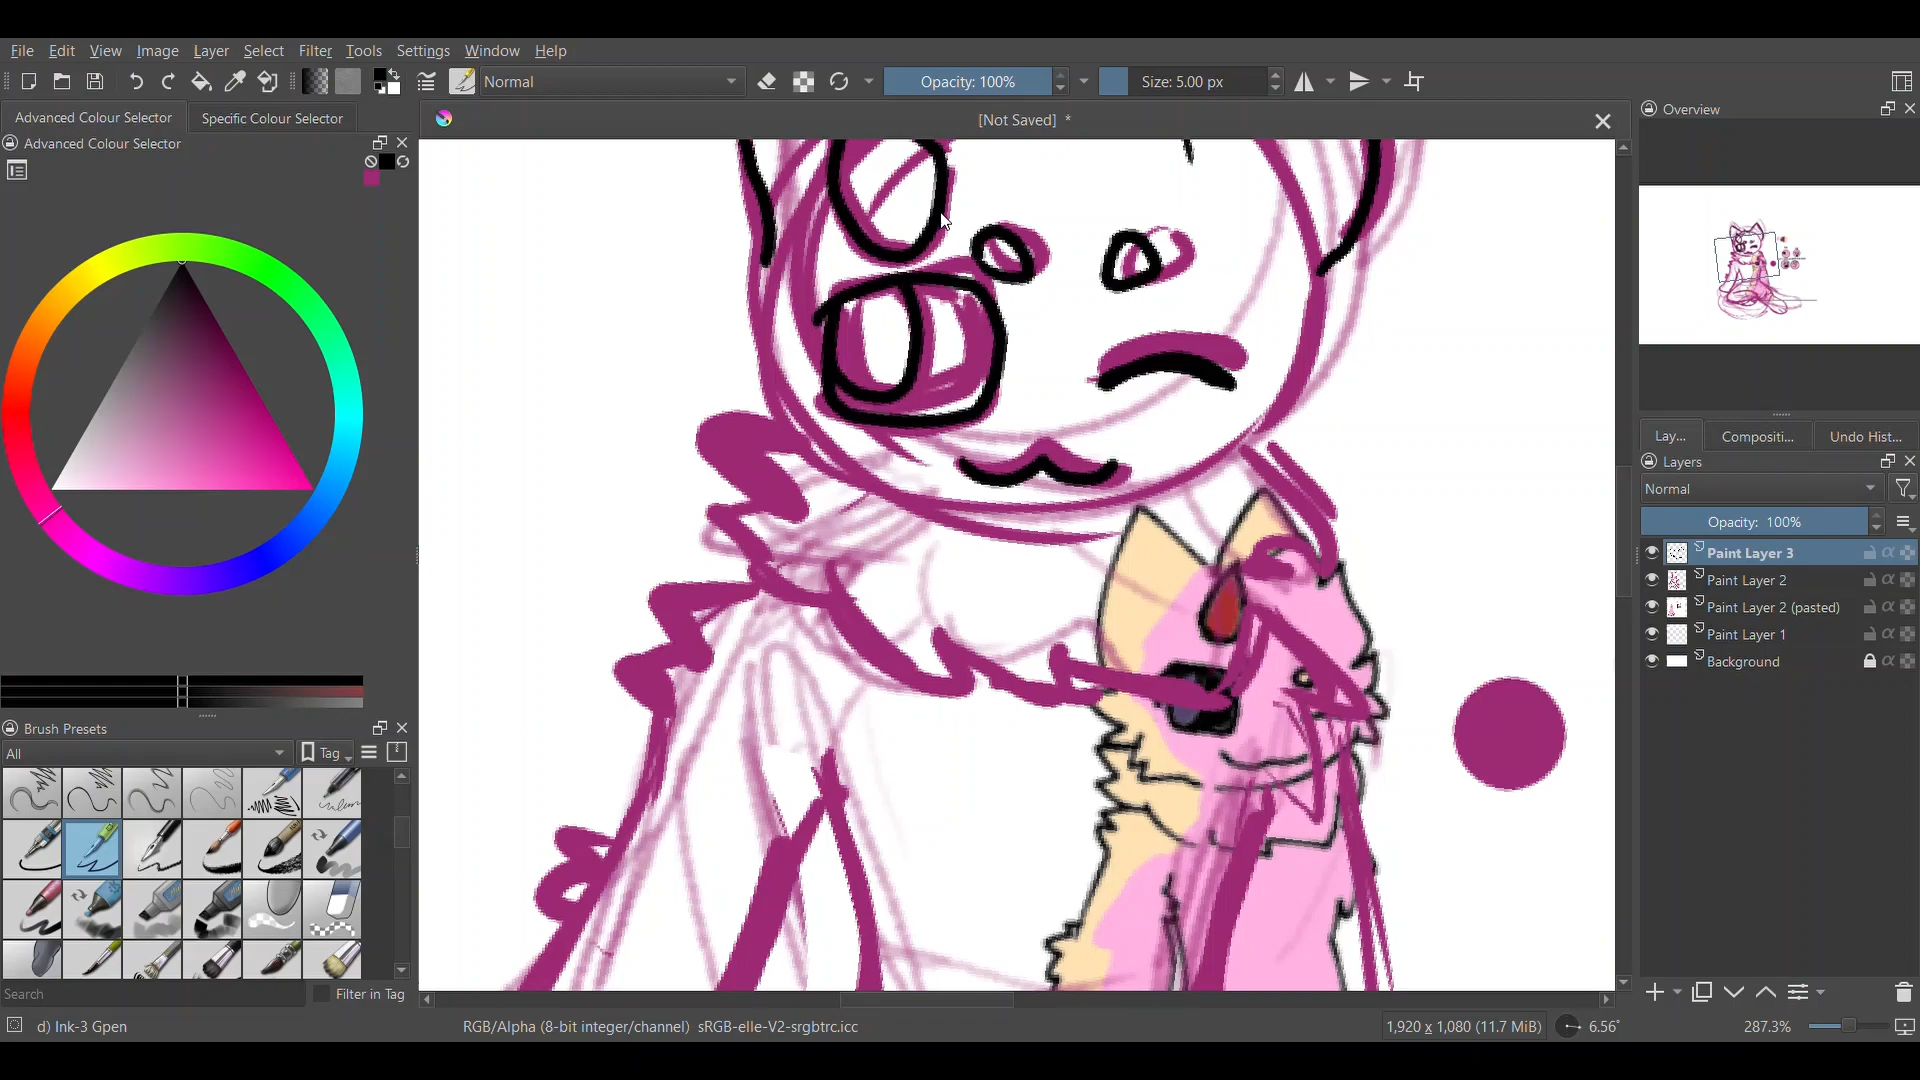 File Edit View Image Layer Select Filter Tools Settings Window Help
Normal
Opacity: 100%
Size: 5.00 px
Advanced Colour Selector
Specific Colour Selector
[Not Saved] *
Overview
Advanced Colour Selector
Lay... Compositi... Undo Hist...
Layers
Normal
Opacity: 100%
Paint Layer 3
Paint Layer 2
Paint Layer 2 (pasted)
Paint Layer 1
Background
Brush Presets
All
Tag
Search
Filter in Tag
d) Ink-3 Gpen
RGB/Alpha (8-bit integer/channel) sRGB-elle-V2-srgbtrc.icc
1,920 x 1,080 (11.7 MiB)
6.56°
287.3%